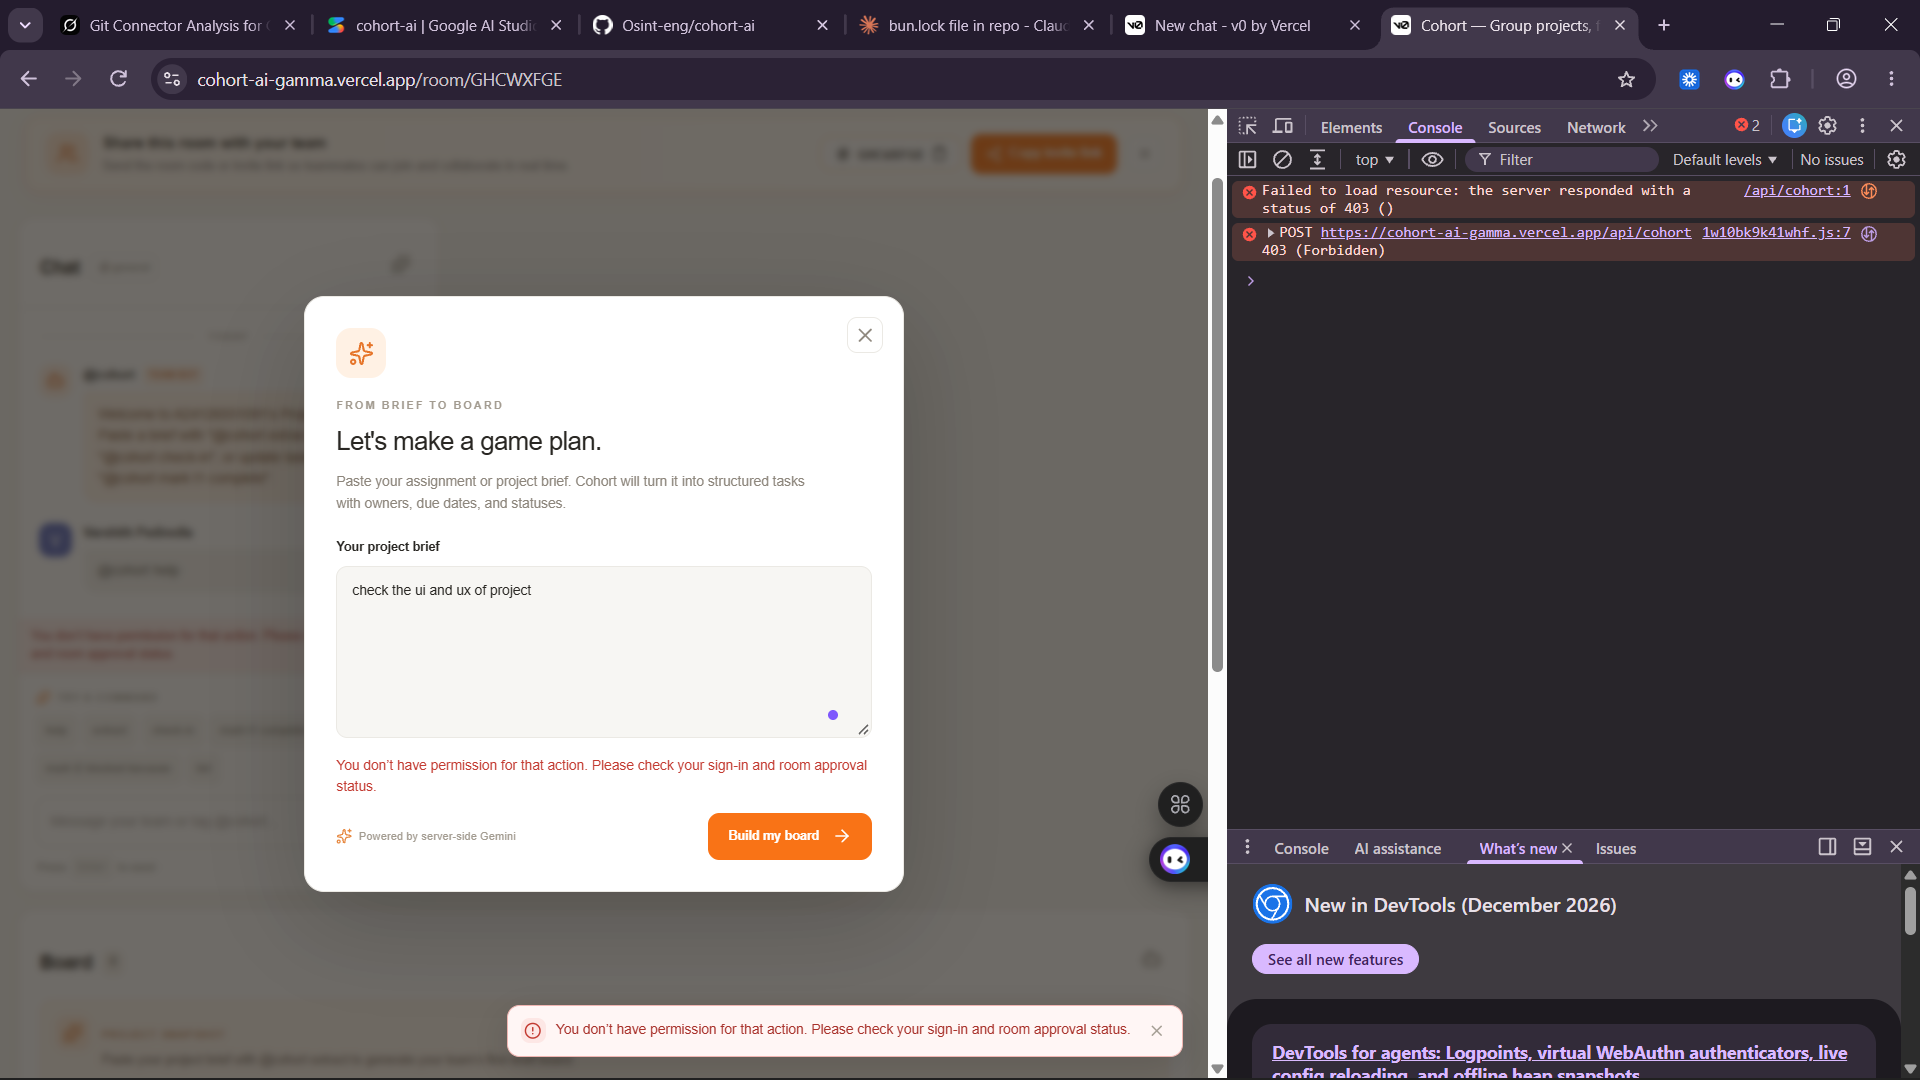 Git Connector Analysis for
cohort-ai | Google AI Studi
Osint-eng/cohort-ai
bun.lock file in repo - Clau
New chat - v0 by Vercel
Cohort — Group projects,
cohort-ai-gamma.vercel.app/room/GHCWXFGE
Share this room with your team
Chat
@cohort
Board
FROM BRIEF TO BOARD
Let's make a game plan.
Paste your assignment or project brief. Cohort will turn it into structured tasks
with owners, due dates, and statuses.
Your project brief
check the ui and ux of project
You don’t have permission for that action. Please check your sign-in and room approval
status.
Powered by server-side Gemini
Build my board
You don’t have permission for that action. Please check your sign-in and room approval status.
Elements
Console
Sources
Network
2
top
Filter
Default levels
No issues
Failed to load resource: the server responded with a /api/cohort:1
status of 403 ()
POST https://cohort-ai-gamma.vercel.app/api/cohort 1w10bk9k41whf.js:7
403 (Forbidden)
Console
AI assistance
What's new
Issues
New in DevTools (December 2026)
See all new features
DevTools for agents: Logpoints, virtual WebAuthn authenticators, live
config reloading, and offline heap snapshots